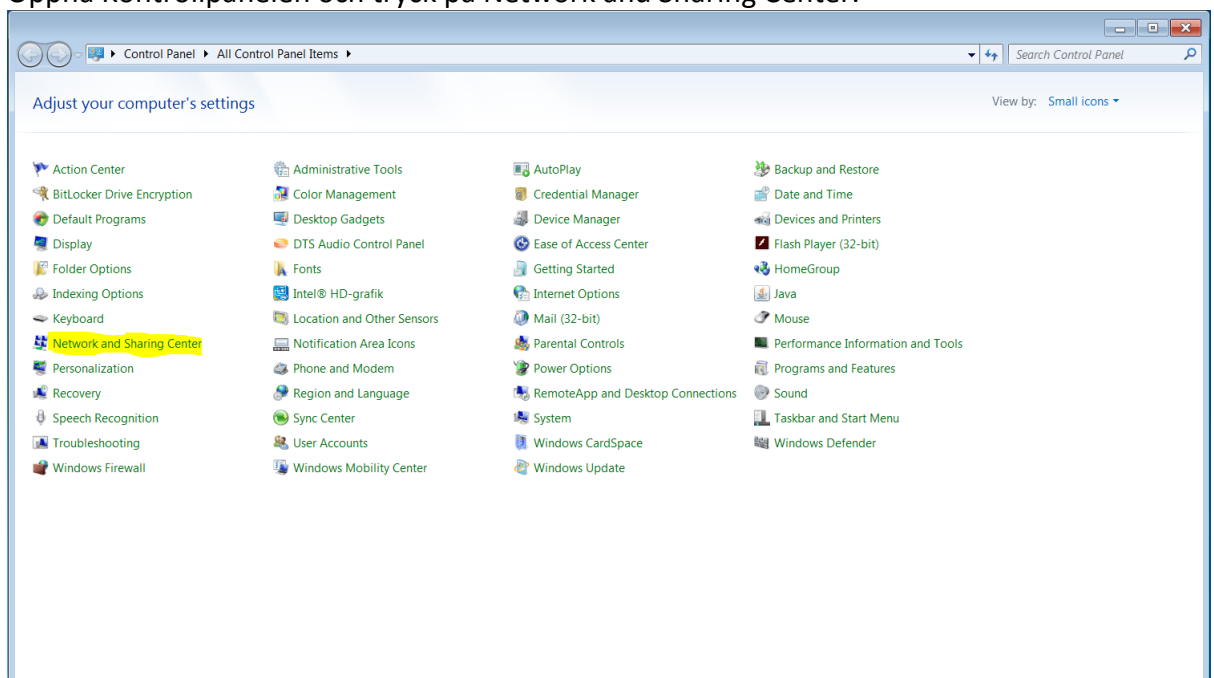 Öppna Kontrollpanelen och tryck på Network and Sharing Center.
Control Panel All Control Panel Items Search Control Panel
Adjust your computer's settings View by: Small icons
Action Center Administrative Tools AutoPlay Backup and Restore
BitLocker Drive Encryption Color Management Credential Manager Date and Time
Default Programs Desktop Gadgets Device Manager Devices and Printers
Display DTS Audio Control Panel Ease of Access Center Flash Player (32-bit)
Folder Options Fonts Getting Started HomeGroup
Indexing Options Intel® HD-grafik Internet Options Java
Keyboard Location and Other Sensors Mail (32-bit) Mouse
Network and Sharing Center Notification Area Icons Parental Controls Performance Information and Tools
Personalization Phone and Modem Power Options Programs and Features
Recovery Region and Language RemoteApp and Desktop Connections Sound
Speech Recognition Sync Center System Taskbar and Start Menu
Troubleshooting User Accounts Windows CardSpace Windows Defender
Windows Firewall Windows Mobility Center Windows Update